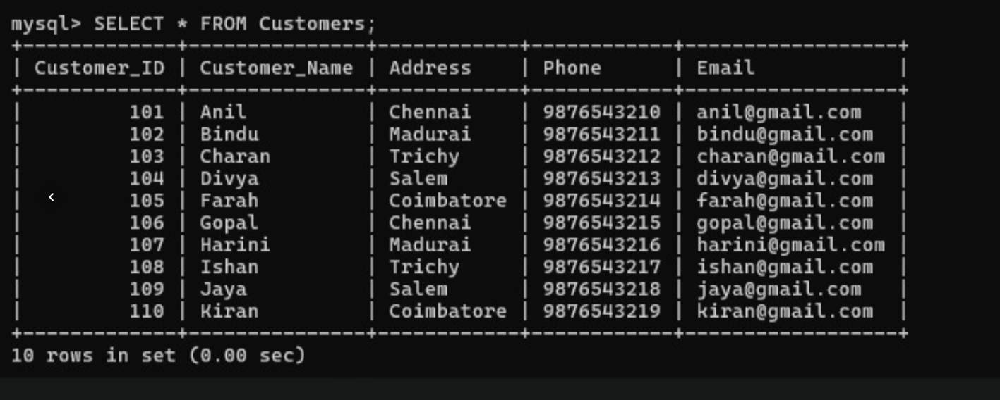 mysql> SELECT * FROM Customers;
+-------------+---------------+------------+------------+------------------+
| Customer_ID | Customer_Name | Address    | Phone      | Email            |
+-------------+---------------+------------+------------+------------------+
|         101 | Anil          | Chennai    | 9876543210 | anil@gmail.com   |
|         102 | Bindu         | Madurai    | 9876543211 | bindu@gmail.com  |
|         103 | Charan        | Trichy     | 9876543212 | charan@gmail.com |
|         104 | Divya         | Salem      | 9876543213 | divya@gmail.com  |
|         105 | Farah         | Coimbatore | 9876543214 | farah@gmail.com  |
|         106 | Gopal         | Chennai    | 9876543215 | gopal@gmail.com  |
|         107 | Harini        | Madurai    | 9876543216 | harini@gmail.com |
|         108 | Ishan         | Trichy     | 9876543217 | ishan@gmail.com  |
|         109 | Jaya          | Salem      | 9876543218 | jaya@gmail.com   |
|         110 | Kiran         | Coimbatore | 9876543219 | kiran@gmail.com  |
+-------------+---------------+------------+------------+------------------+
10 rows in set (0.00 sec)